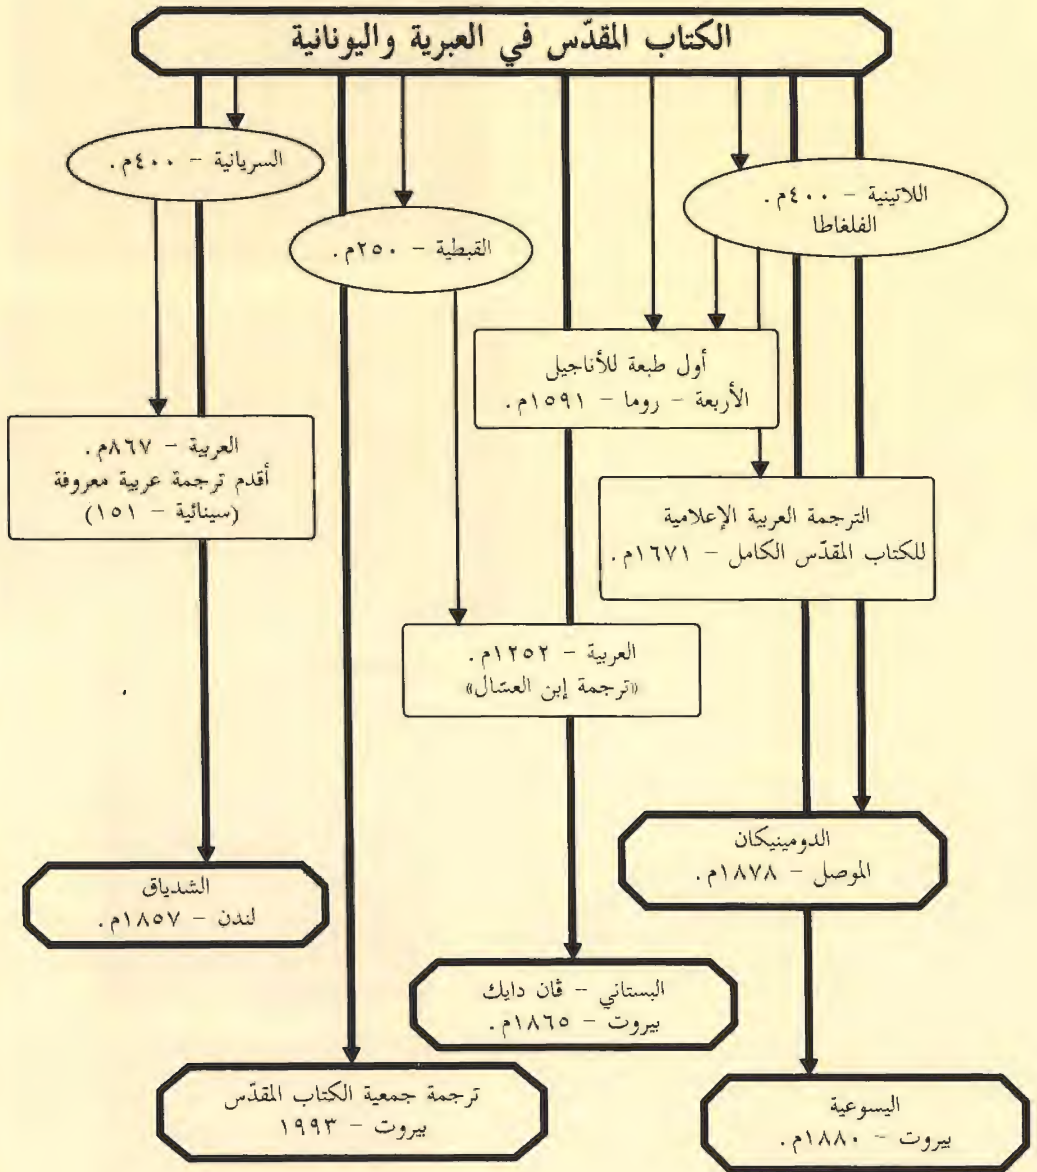 الكتاب المقدّس في العبرية واليونانية
السريانية - ٤٠٠م.
اللاتينية - ٤٠٠م.
الفلغاطا
القبطية - ٢٥٠م.
أول طبعة للأناجيل
الأربعة - روما - ١٥٩١م.
العربية - ٨٦٧م.
أقدم ترجمة عربية معروفة
(سينائية - ١٥١)
الترجمة العربية الإعلامية
للكتاب المقدّس الكامل - ١٦٧١م.
العربية - ١٢٥٢م.
«ترجمة إبن العسّال»
الدومينيكان
الموصل - ١٨٧٨م.
الشدياق
لندن - ١٨٥٧م.
البستاني - ڤان دايك
بيروت - ١٨٦٥م.
ترجمة جمعية الكتاب المقدّس
بيروت - ١٩٩٣
اليسوعية
بيروت - ١٨٨٠م.